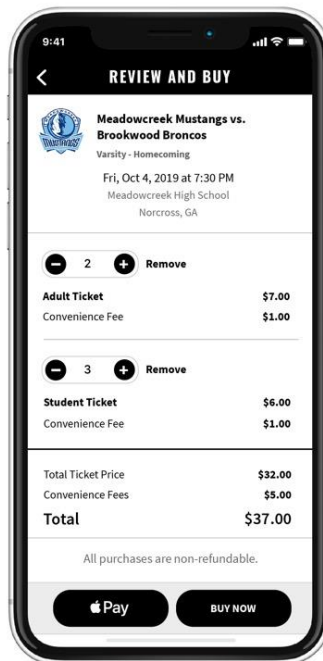 9:41
REVIEW AND BUY
MUSTANGS
Meadowcreek Mustangs vs.
Brookwood Broncos
Varsity - Homecoming
Fri, Oct 4, 2019 at 7:30 PM
Meadowcreek High School
Norcross, GA
2 Remove
Adult Ticket $7.00
Convenience Fee $1.00
3 Remove
Student Ticket $6.00
Convenience Fee $1.00
Total Ticket Price $32.00
Convenience Fees $5.00
Total $37.00
All purchases are non-refundable.
Pay BUY NOW